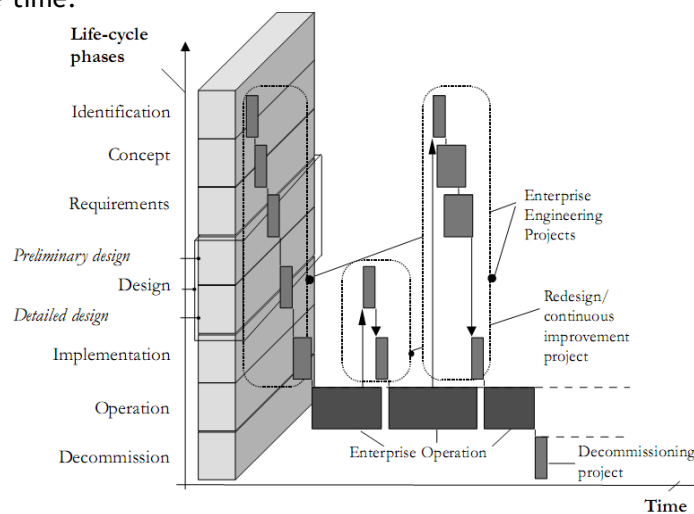 time.
Life-cycle
phases
Identification
Concept
Requirements
Preliminary design
Design
Detailed design
Implementation
Operation
Decommission
Enterprise
Engineering
Projects
Redesign/
continuous
improvement
project
Enterprise Operation
Decommissioning
project
Time